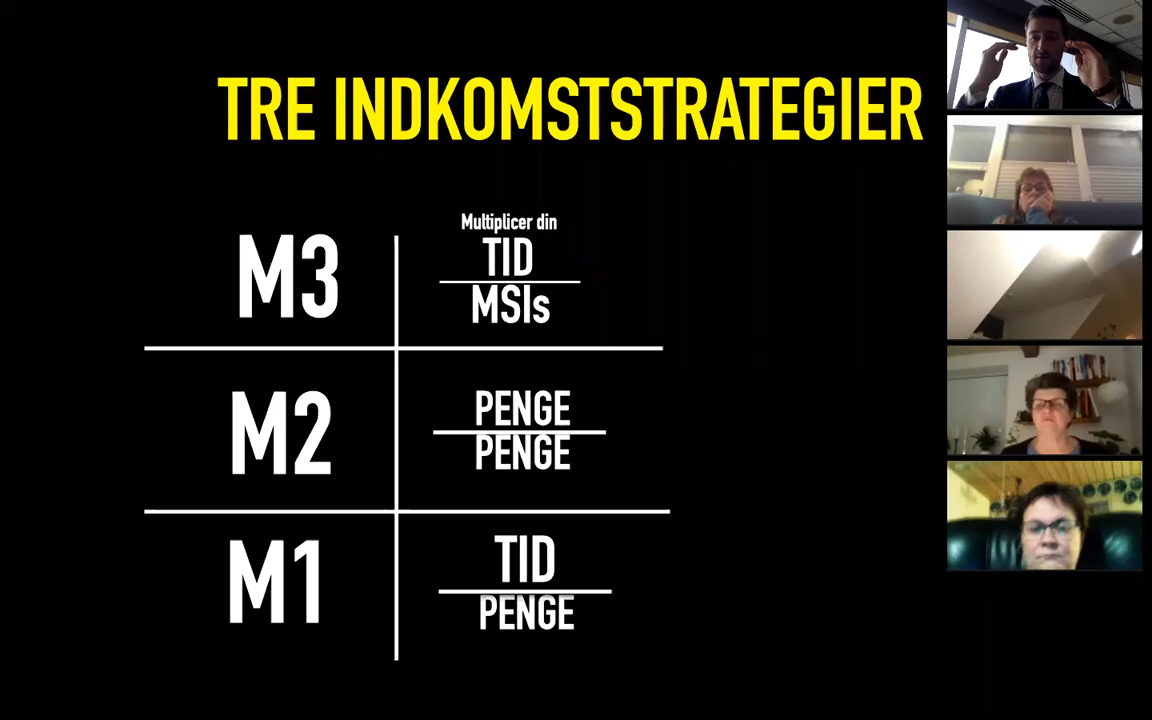 TRE INDKOMSTSTRATEGIER
M3
Multiplicer din
TID
MSIs
M2
PENGE
PENGE
M1
TID
PENGE